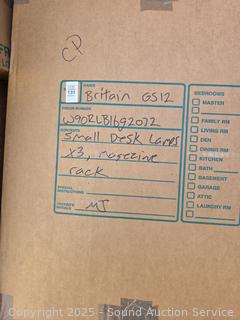 CP
NAME
Britain GS12
ORDER NUMBER
W90RLB1692072
CONTENTS
Small Desk Lamps
x3, magezine
rack
SPECIAL
INSTRUCTIONS
PACKER'S
INITIALS MJ
BEDROOMS
MASTER
FAMILY RM
LIVING RM
DEN
DINING RM
KITCHEN
BATH
BASEMENT
GARAGE
ATTIC
LAUNDRY RM
Copyright 2025 - Sound Auction Service